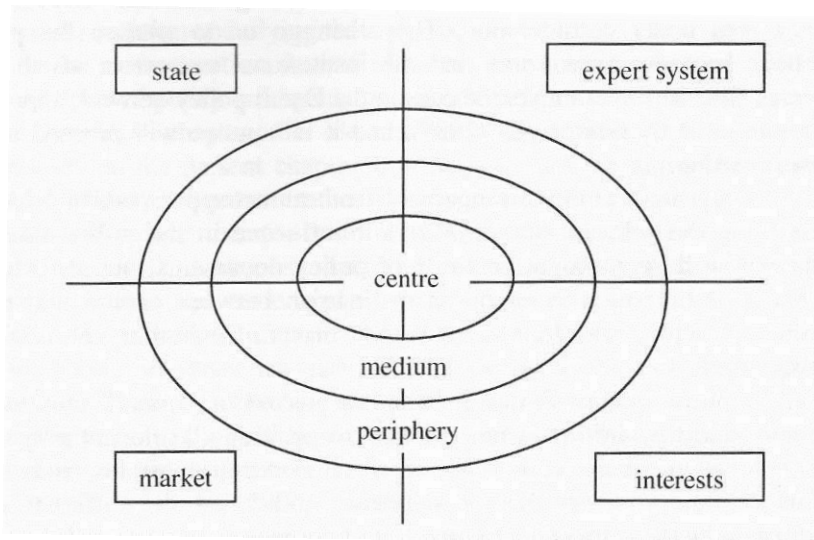 state
expert system
centre
medium
periphery
market
interests